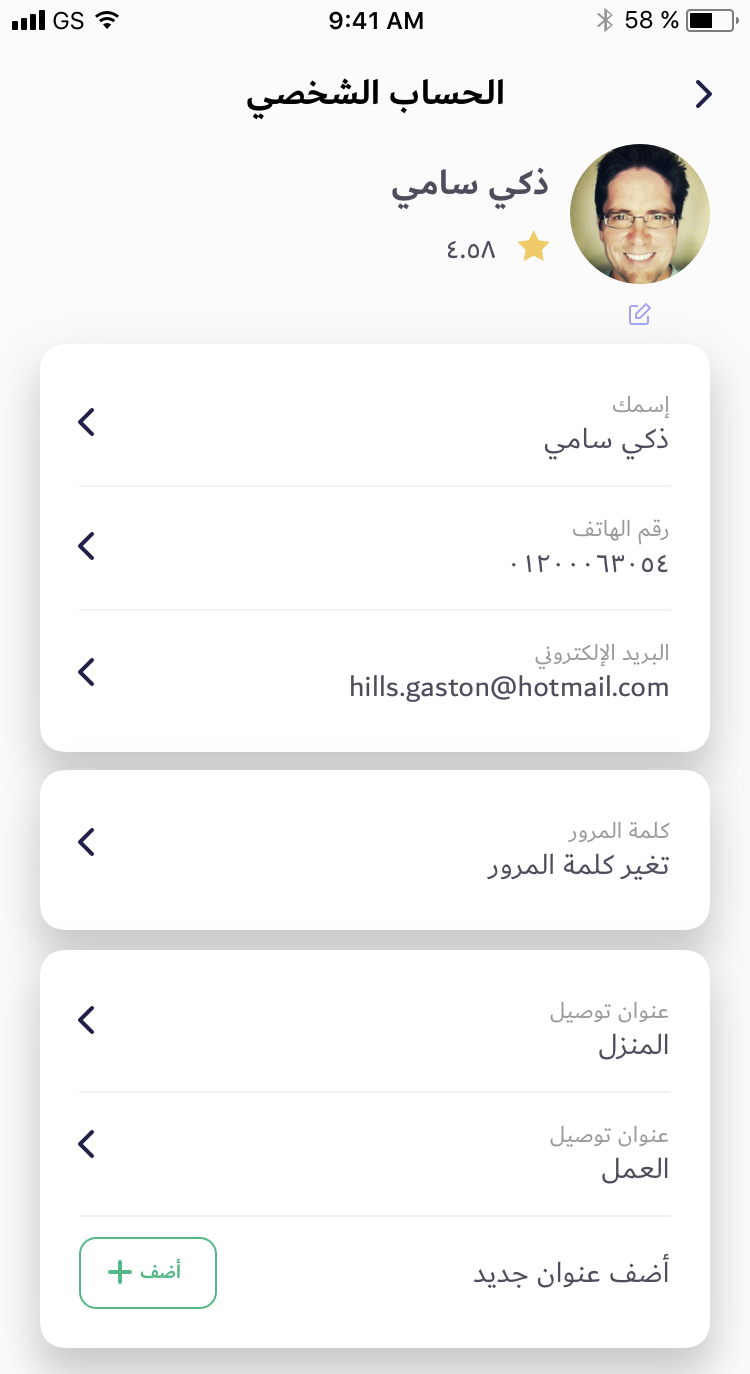 GS 9:41 AM 58 %
الحساب الشخصي
ذكي سامي
٤.٥٨
إسمك
ذكي سامي
رقم الهاتف
٠١٢٠٠٠٦٣٠٥٤
البريد الإلكتروني
hills.gaston@hotmail.com
كلمة المرور
تغير كلمة المرور
عنوان توصيل
المنزل
عنوان توصيل
العمل
أضف عنوان جديد
أضف +